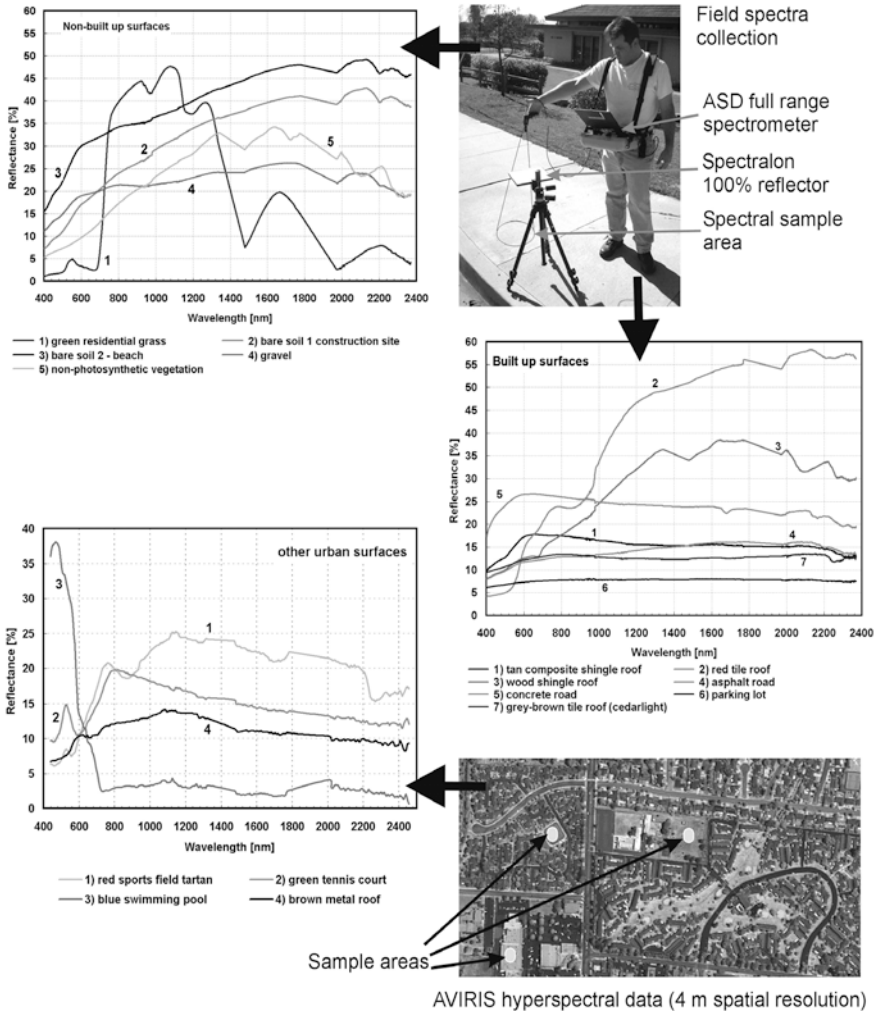 Non-built up surfaces
Reflectance [%]
60
55
50
45
40
35
30
25
20
15
10
5
0
400 600 800 1000 1200 1400 1600 1800 2000 2200 2400
Wavelength [nm]
1
2
3
4
5
1) green residential grass
2) bare soil 1 construction site
3) bare soil 2 - beach
4) gravel
5) non-photosynthetic vegetation
Field spectra
collection
ASD full range
spectrometer
Spectralon
100% reflector
Spectral sample
area
Built up surfaces
Reflectance [%]
60
55
50
45
40
35
30
25
20
15
10
5
0
400 600 800 1000 1200 1400 1600 1800 2000 2200 2400
Wavelength [nm]
2
3
5
1
4
7
6
1) tan composite shingle roof
2) red tile roof
3) wood shingle roof
4) asphalt road
5) concrete road
6) parking lot
7) grey-brown tile roof (cedarlight)
other urban surfaces
Reflectance [%]
40
35
30
25
20
15
10
5
0
400 600 800 1000 1200 1400 1600 1800 2000 2200 2400
Wavelength [nm]
3
1
2
4
1) red sports field tartan
2) green tennis court
3) blue swimming pool
4) brown metal roof
Sample areas
AVIRIS hyperspectral data (4 m spatial resolution)